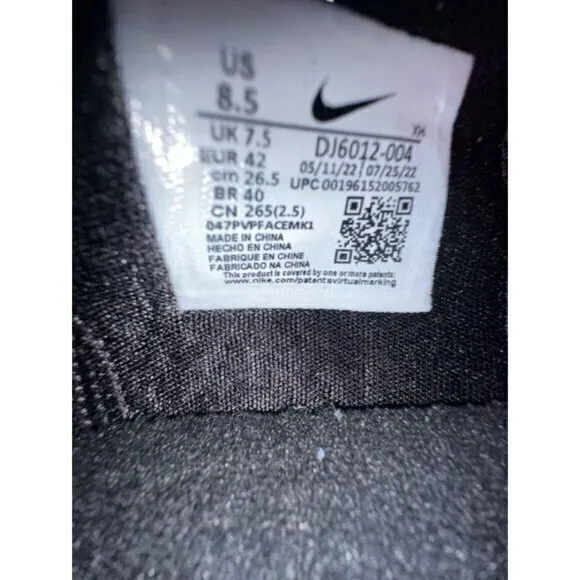 US
8.5
UK 7.5
EUR 42
cm 26.5
BR 40
CN 265(2.5)
XH
DJ6012-004
05/11/22 07/25/22
UPC 00196152005762
047PVPFACEMK1
MADE IN CHINA
HECHO EN CHINA
FABRIQUE EN CHINE
FABRICADO NA CHINA
This product is covered by one or more patents:
www.nike.com/patentsvirtualmarking